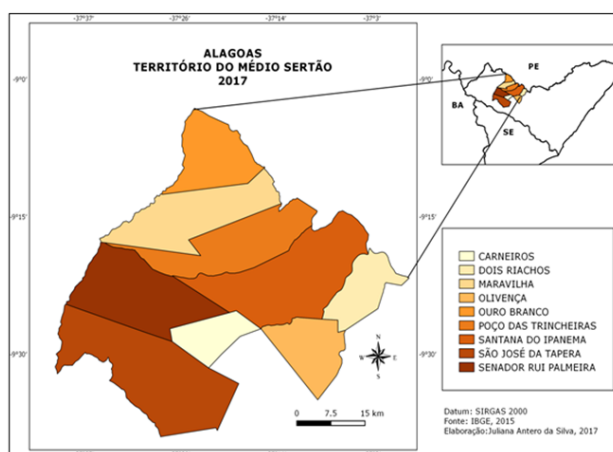 -37°37' -37°26' -37°14' -37°3'
ALAGOAS
TERRITÓRIO DO MÉDIO SERTÃO
2017
-9°0'
-9°15'
-9°30'
N
W E
S
0 7.5 15 km
-9°0'
-9°15'
-9°30'
PE
BA
SE
CARNEIROS
DOIS RIACHOS
MARAVILHA
OLIVENÇA
OURO BRANCO
POÇO DAS TRINCHEIRAS
SANTANA DO IPANEMA
SÃO JOSÉ DA TAPERA
SENADOR RUI PALMEIRA
Datum: SIRGAS 2000
Fonte: IBGE, 2015
Elaboração:Juliana Antero da Silva, 2017